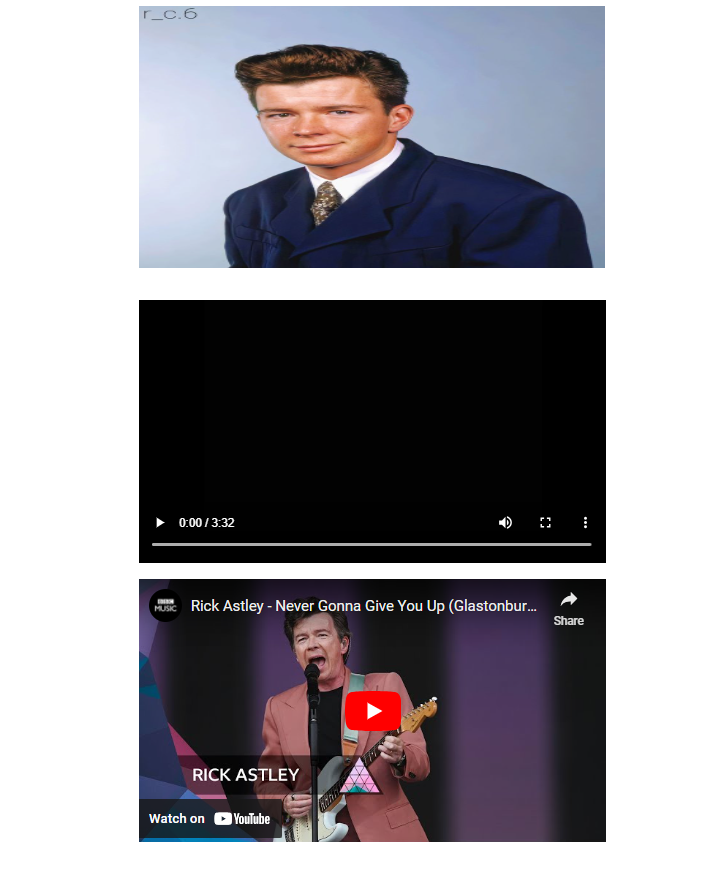 r_c.6
0:00 / 3:32
MUSIC
Rick Astley - Never Gonna Give You Up (Glastonbur...
Share
RICK ASTLEY
Watch on YouTube